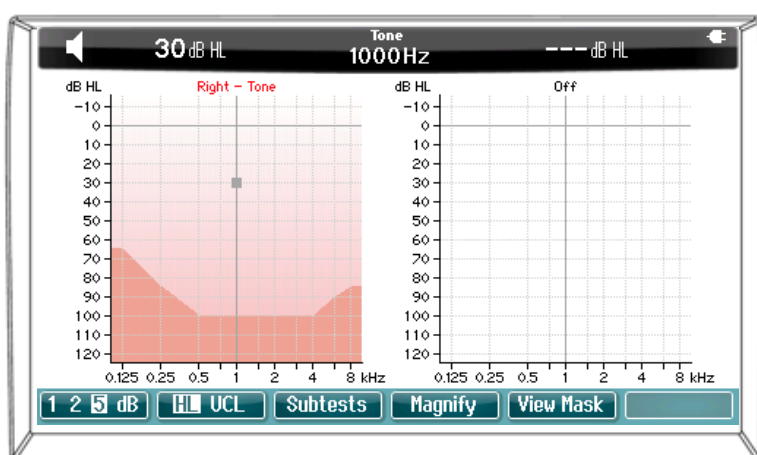 Tone
30 dB HL 1000Hz ---dB HL
dB HL Right - Tone dB HL Off
-10 -10
0 0
10 10
20 20
30 30
40 40
50 50
60 60
70 70
80 80
90 90
100 100
110 110
120 120
0.125 0.25 0.5 1 2 4 8 kHz 0.125 0.25 0.5 1 2 4 8 kHz
1 2 5 dB HL UCL Subtests Magnify View Mask